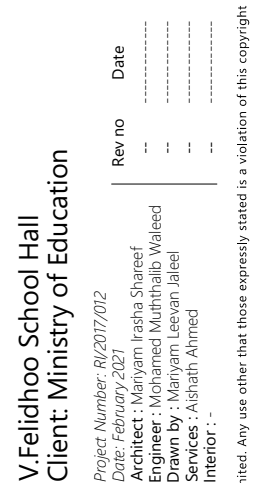 V.Felidhoo School Hall
Client: Ministry of Education
Project Number: RI/2017/012
Date: February 2021
Architect : Mariyam Irasha Shareef
Engineer : Mohamed Muththalib Waleed
Drawn by : Mariyam Leevan Jaleel
Services : Aishath Ahmed
Interior : -
Rev no Date
-- --------------
-- --------------
-- --------------
-- --------------
Any use other that those expressly stated is a violation of this copyright